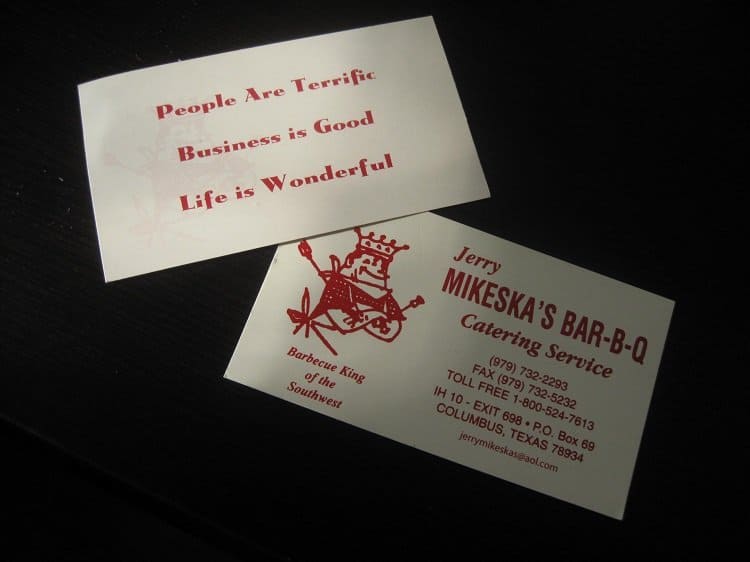 People Are Terrific
Business is Good
Life is Wonderful
Jerry
MIKESKA'S BAR-B-Q
Catering Service
(979) 732-2293
FAX (979) 732-5232
TOLL FREE 1-800-524-7613
IH 10 - EXIT 698 • P.O. Box 69
COLUMBUS, TEXAS 78934
jerrymikeskas@aol.com
Barbecue King
of the
Southwest